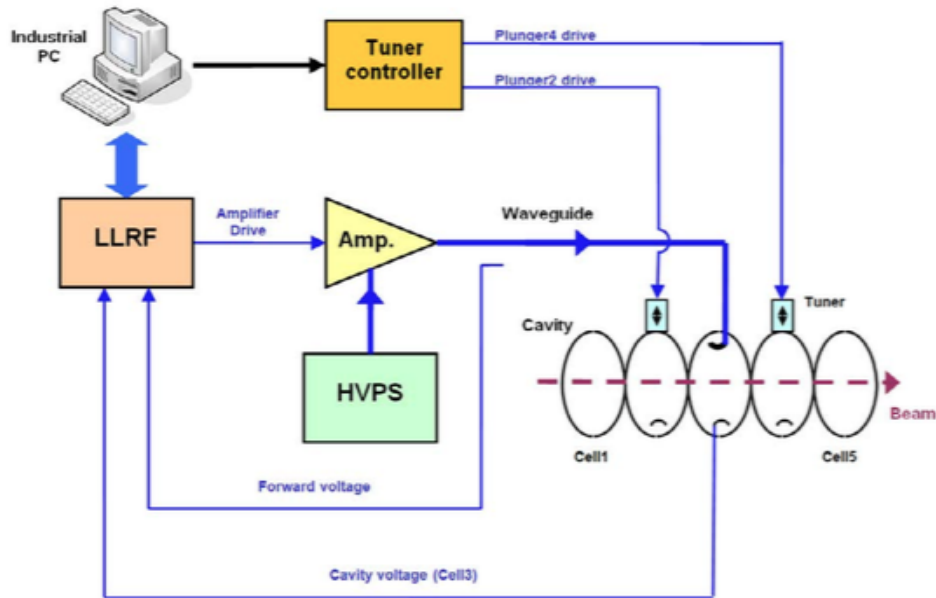 Industrial
PC
Tuner
controller
Plunger4 drive
Plunger2 drive
LLRF
Amplifier
Drive
Amp.
Waveguide
HVPS
Cavity
Tuner
Beam
Cell1
Cell5
Forward voltage
Cavity voltage (Cell3)